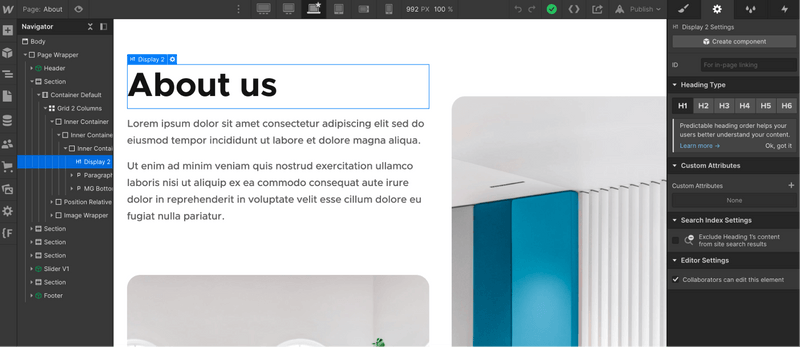 Page: About
992 PX 100 %
Publish
Navigator
Body
Page Wrapper
Header
Section
Container Default
Grid 2 Columns
Inner Container
Inner Containe
Inner Contai
H1 Display 2
P Paragraph
P MG Bottom
Position Relative
Image Wrapper
Section
Section
Section
Slider V1
Section
Footer
H1 Display 2
About us
Lorem ipsum dolor sit amet consectetur adipiscing elit sed do
eiusmod tempor incididunt ut labore et dolore magna aliqua.
Ut enim ad minim veniam quis nostrud exercitation ullamco
laboris nisi ut aliquip ex ea commodo consequat aute irure
dolor in reprehenderit in voluptate velit esse cillum dolore eu
fugiat nulla pariatur.
H1 Display 2 Settings
Create component
ID For in-page linking
Heading Type
H1 H2 H3 H4 H5 H6
Predictable heading order helps your
users better understand your content.
Learn more → Ok, got it
Custom Attributes
Custom Attributes
None
Search Index Settings
Exclude Heading 1's content
from site search results
Editor Settings
Collaborators can edit this element